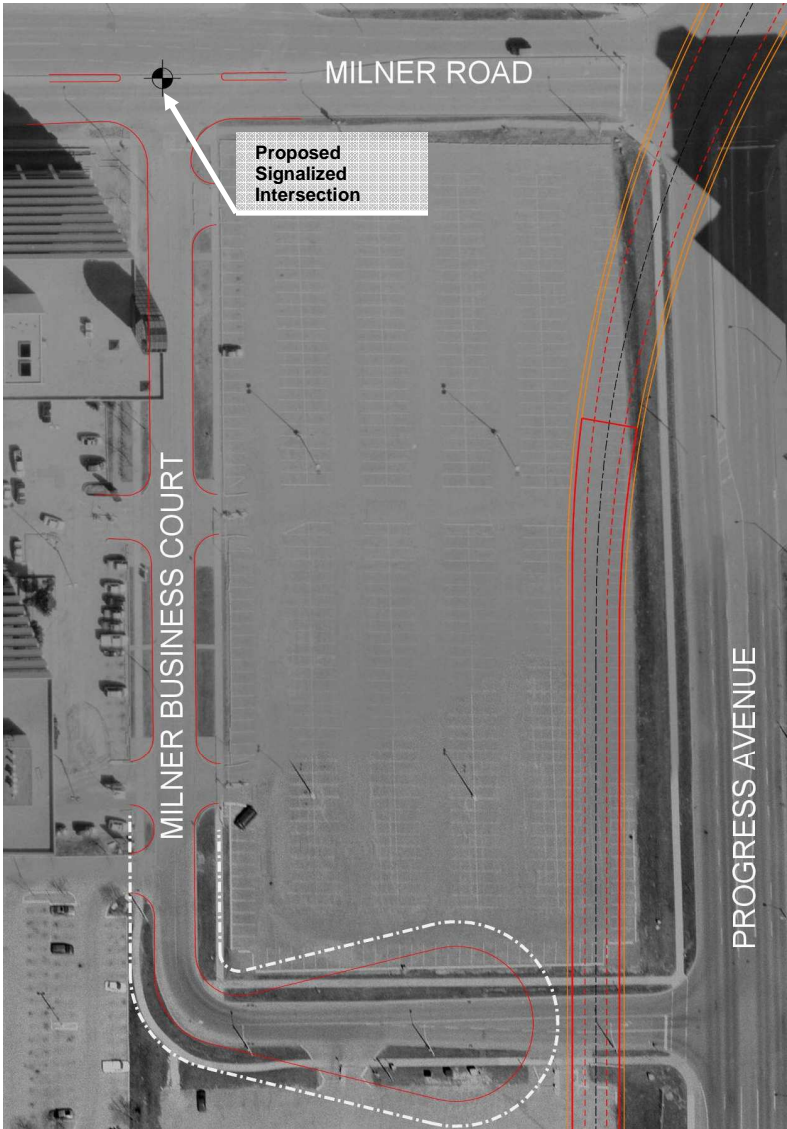 MILNER ROAD
Proposed
Signalized
Intersection
MILNER BUSINESS COURT
PROGRESS AVENUE